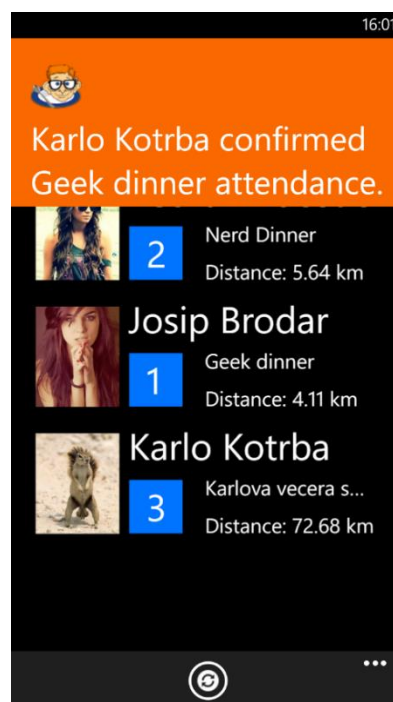 16:01
Karlo Kotrba confirmed
Geek dinner attendance.
2
Nerd Dinner
Distance: 5.64 km
Josip Brodar
1
Geek dinner
Distance: 4.11 km
Karlo Kotrba
3
Karlova vecera s...
Distance: 72.68 km